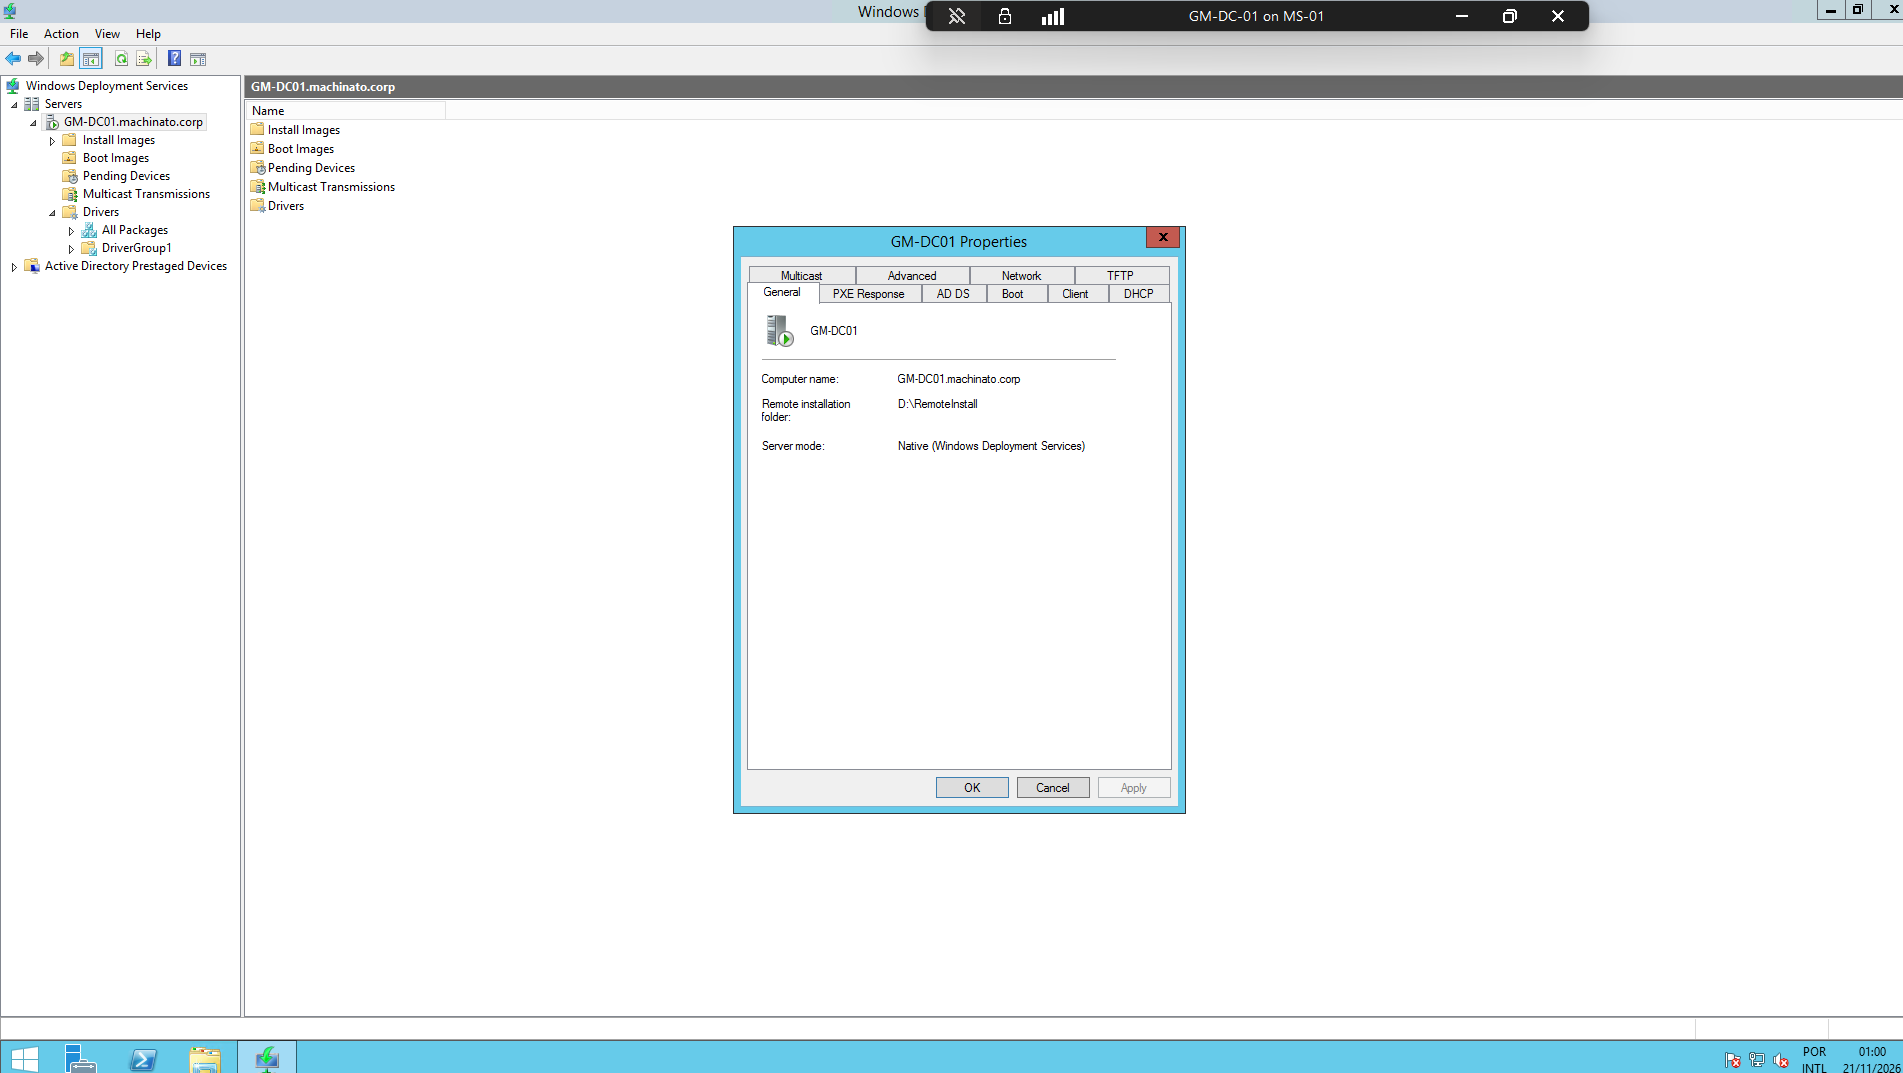 Windows
GM-DC-01 on MS-01
File Action View Help
Windows Deployment Services
Servers
GM-DC01.machinato.corp
Install Images
Boot Images
Pending Devices
Multicast Transmissions
Drivers
All Packages
DriverGroup1
Active Directory Prestaged Devices
GM-DC01.machinato.corp
Name
Install Images
Boot Images
Pending Devices
Multicast Transmissions
Drivers
GM-DC01 Properties
Multicast Advanced Network TFTP
General PXE Response AD DS Boot Client DHCP
GM-DC01
Computer name: GM-DC01.machinato.corp
Remote installation D:\RemoteInstall
folder:
Server mode: Native (Windows Deployment Services)
OK Cancel Apply
POR 01:00
INTL 21/11/2026